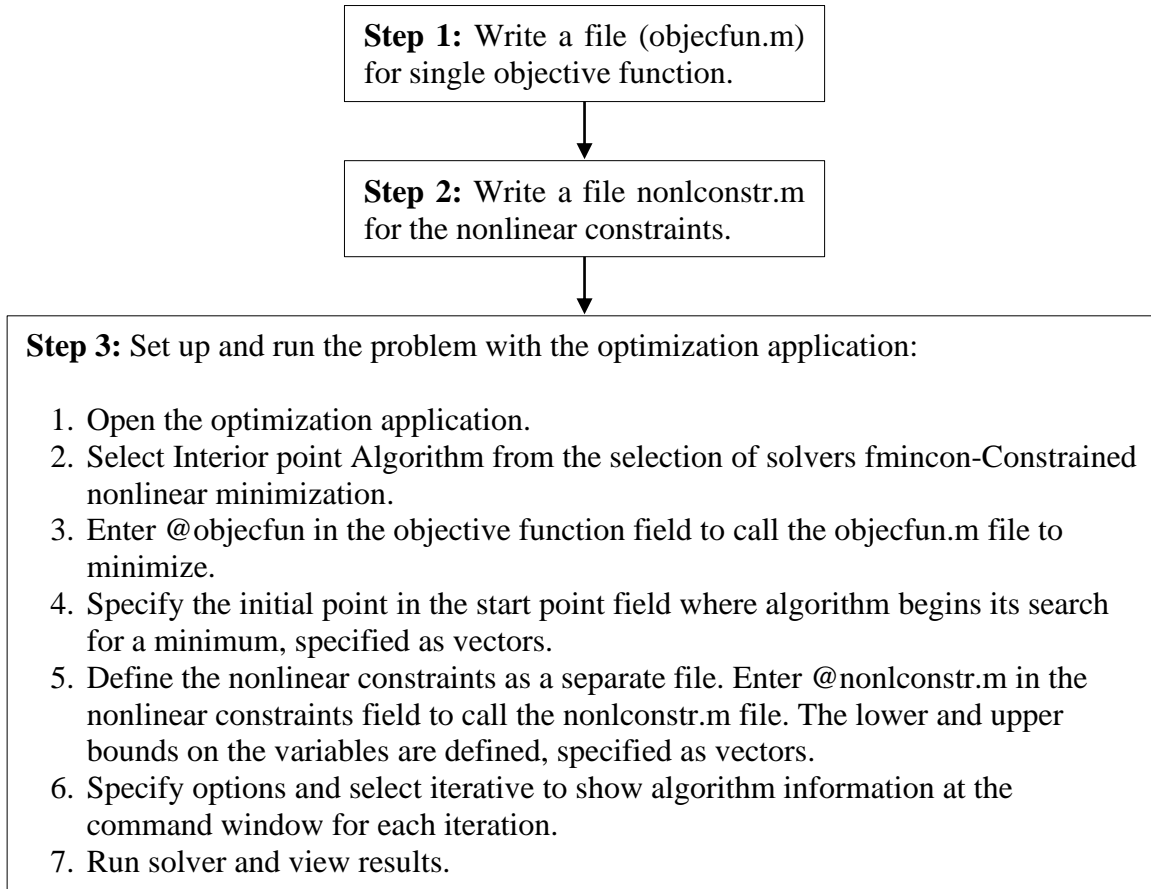 Step 1: Write a file (objecfun.m)
for single objective function.
Step 2: Write a file nonlconstr.m
for the nonlinear constraints.
Step 3: Set up and run the problem with the optimization application:
1. Open the optimization application.
2. Select Interior point Algorithm from the selection of solvers fmincon-Constrained
nonlinear minimization.
3. Enter @objecfun in the objective function field to call the objecfun.m file to
minimize.
4. Specify the initial point in the start point field where algorithm begins its search
for a minimum, specified as vectors.
5. Define the nonlinear constraints as a separate file. Enter @nonlconstr.m in the
nonlinear constraints field to call the nonlconstr.m file. The lower and upper
bounds on the variables are defined, specified as vectors.
6. Specify options and select iterative to show algorithm information at the
command window for each iteration.
7. Run solver and view results.